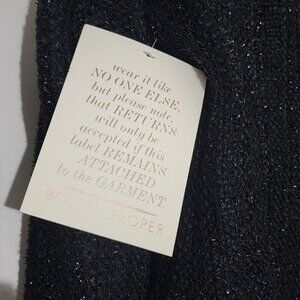 wear it like
NO ONE ELSE,
but please note,
that RETURNS
will only be
accepted if this
label REMAINS
ATTACHED
to the GARMENT.
BOSTON PROPER